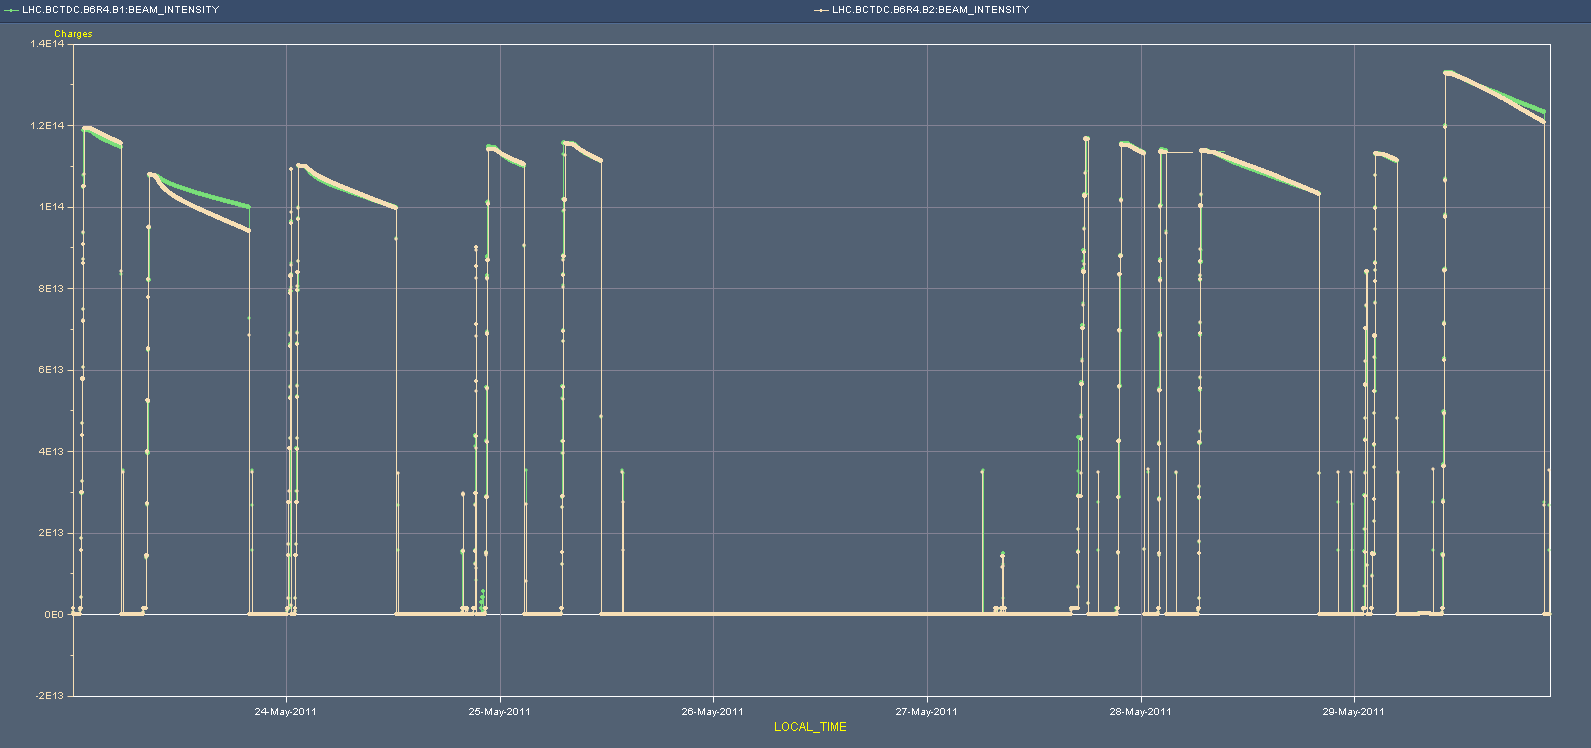 LHC.BCTDC.B6R4.B1:BEAM_INTENSITY
LHC.BCTDC.B6R4.B2:BEAM_INTENSITY
Charges
1.4E14
1.2E14
1E14
8E13
6E13
4E13
2E13
0E0
-2E13
24-May-2011
25-May-2011
26-May-2011
27-May-2011
28-May-2011
29-May-2011
LOCAL_TIME